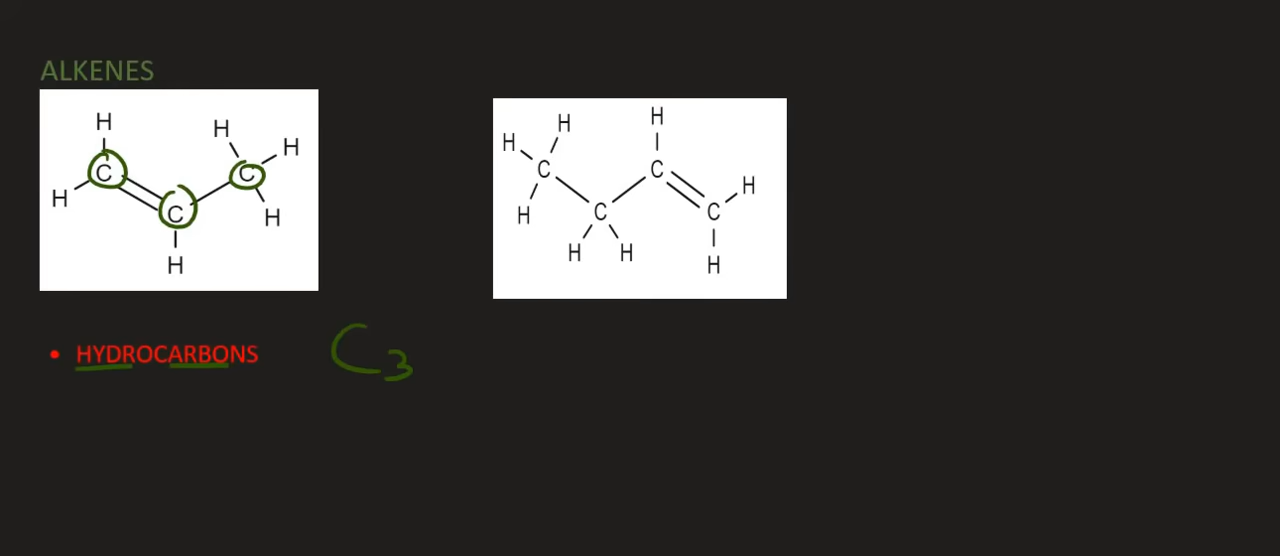 ALKENES
H H H
C C
H C H
H
H H H
C C H
H C C
H H H
• HYDROCARBONS C3